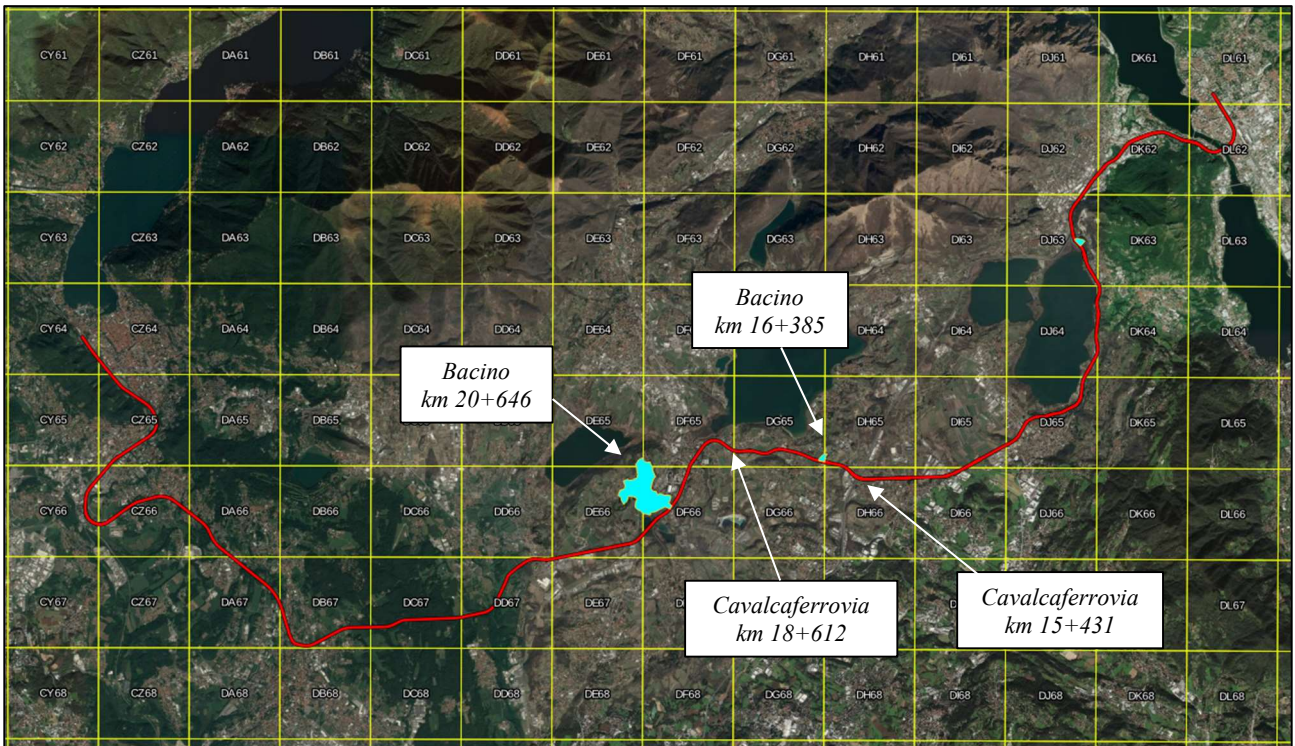 CY61 CZ61 DA61 DB61 DC61 DD61 DE61 DF61 DG61 DH61 DI61 DJ61 DK61 DL61
CY62 CZ62 DA62 DB62 DC62 DD62 DE62 DF62 DG62 DH62 DI62 DJ62 DK62 DL62
CY63 CZ63 DA63 DB63 DC63 DD63 DE63 DF63 DG63 DH63 DI63 DJ63 DK63 DL63
Bacino
km 16+385
CY64 CZ64 DA64 DB64 DC64 DD64 DE64 DH64 DI64 DJ64 DK64 DL64
Bacino
km 20+646
CY65 CZ65 DA65 DB65 DE65 DF65 DG65 DH65 DI65 DJ65 DK65 DL65
CY66 CZ66 DA66 DB66 DC66 DD66 DE66 DF66 DG66 DH66 DI66 DJ66 DK66 DL66
CY67 CZ67 DA67 DB67 DC67 DD67 DE67 DL67
Cavalcaferrovia
km 18+612
Cavalcaferrovia
km 15+431
CY68 CZ68 DA68 DB68 DC68 DD68 DE68 DF68 DG68 DH68 DI68 DJ68 DK68 DL68